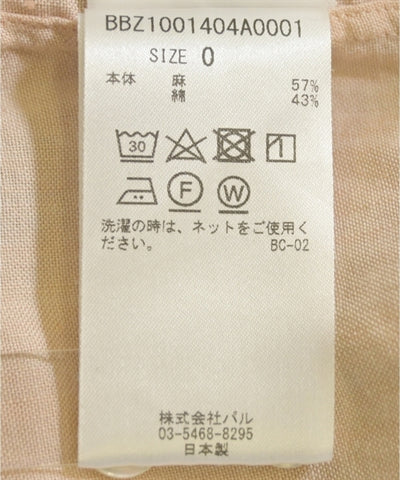 BBZ1001404A0001
SIZE 0
本体 麻 57%
綿 43%
30
F W
洗濯の時は、ネットをご使用く
ださい。 BC-02
株式会社パル
03-5468-8295
日本製